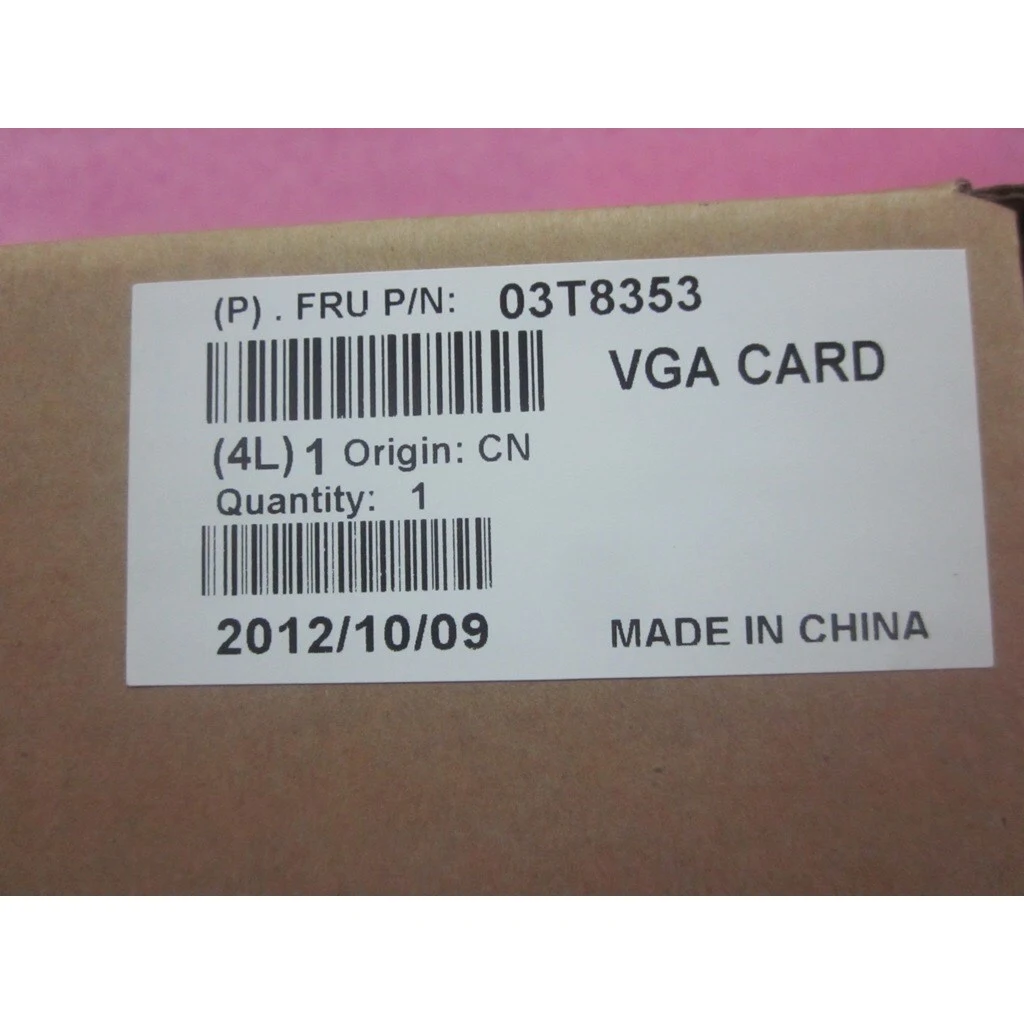 (P) . FRU P/N: 03T8353
VGA CARD
(4L) 1 Origin: CN
Quantity: 1
2012/10/09
MADE IN CHINA